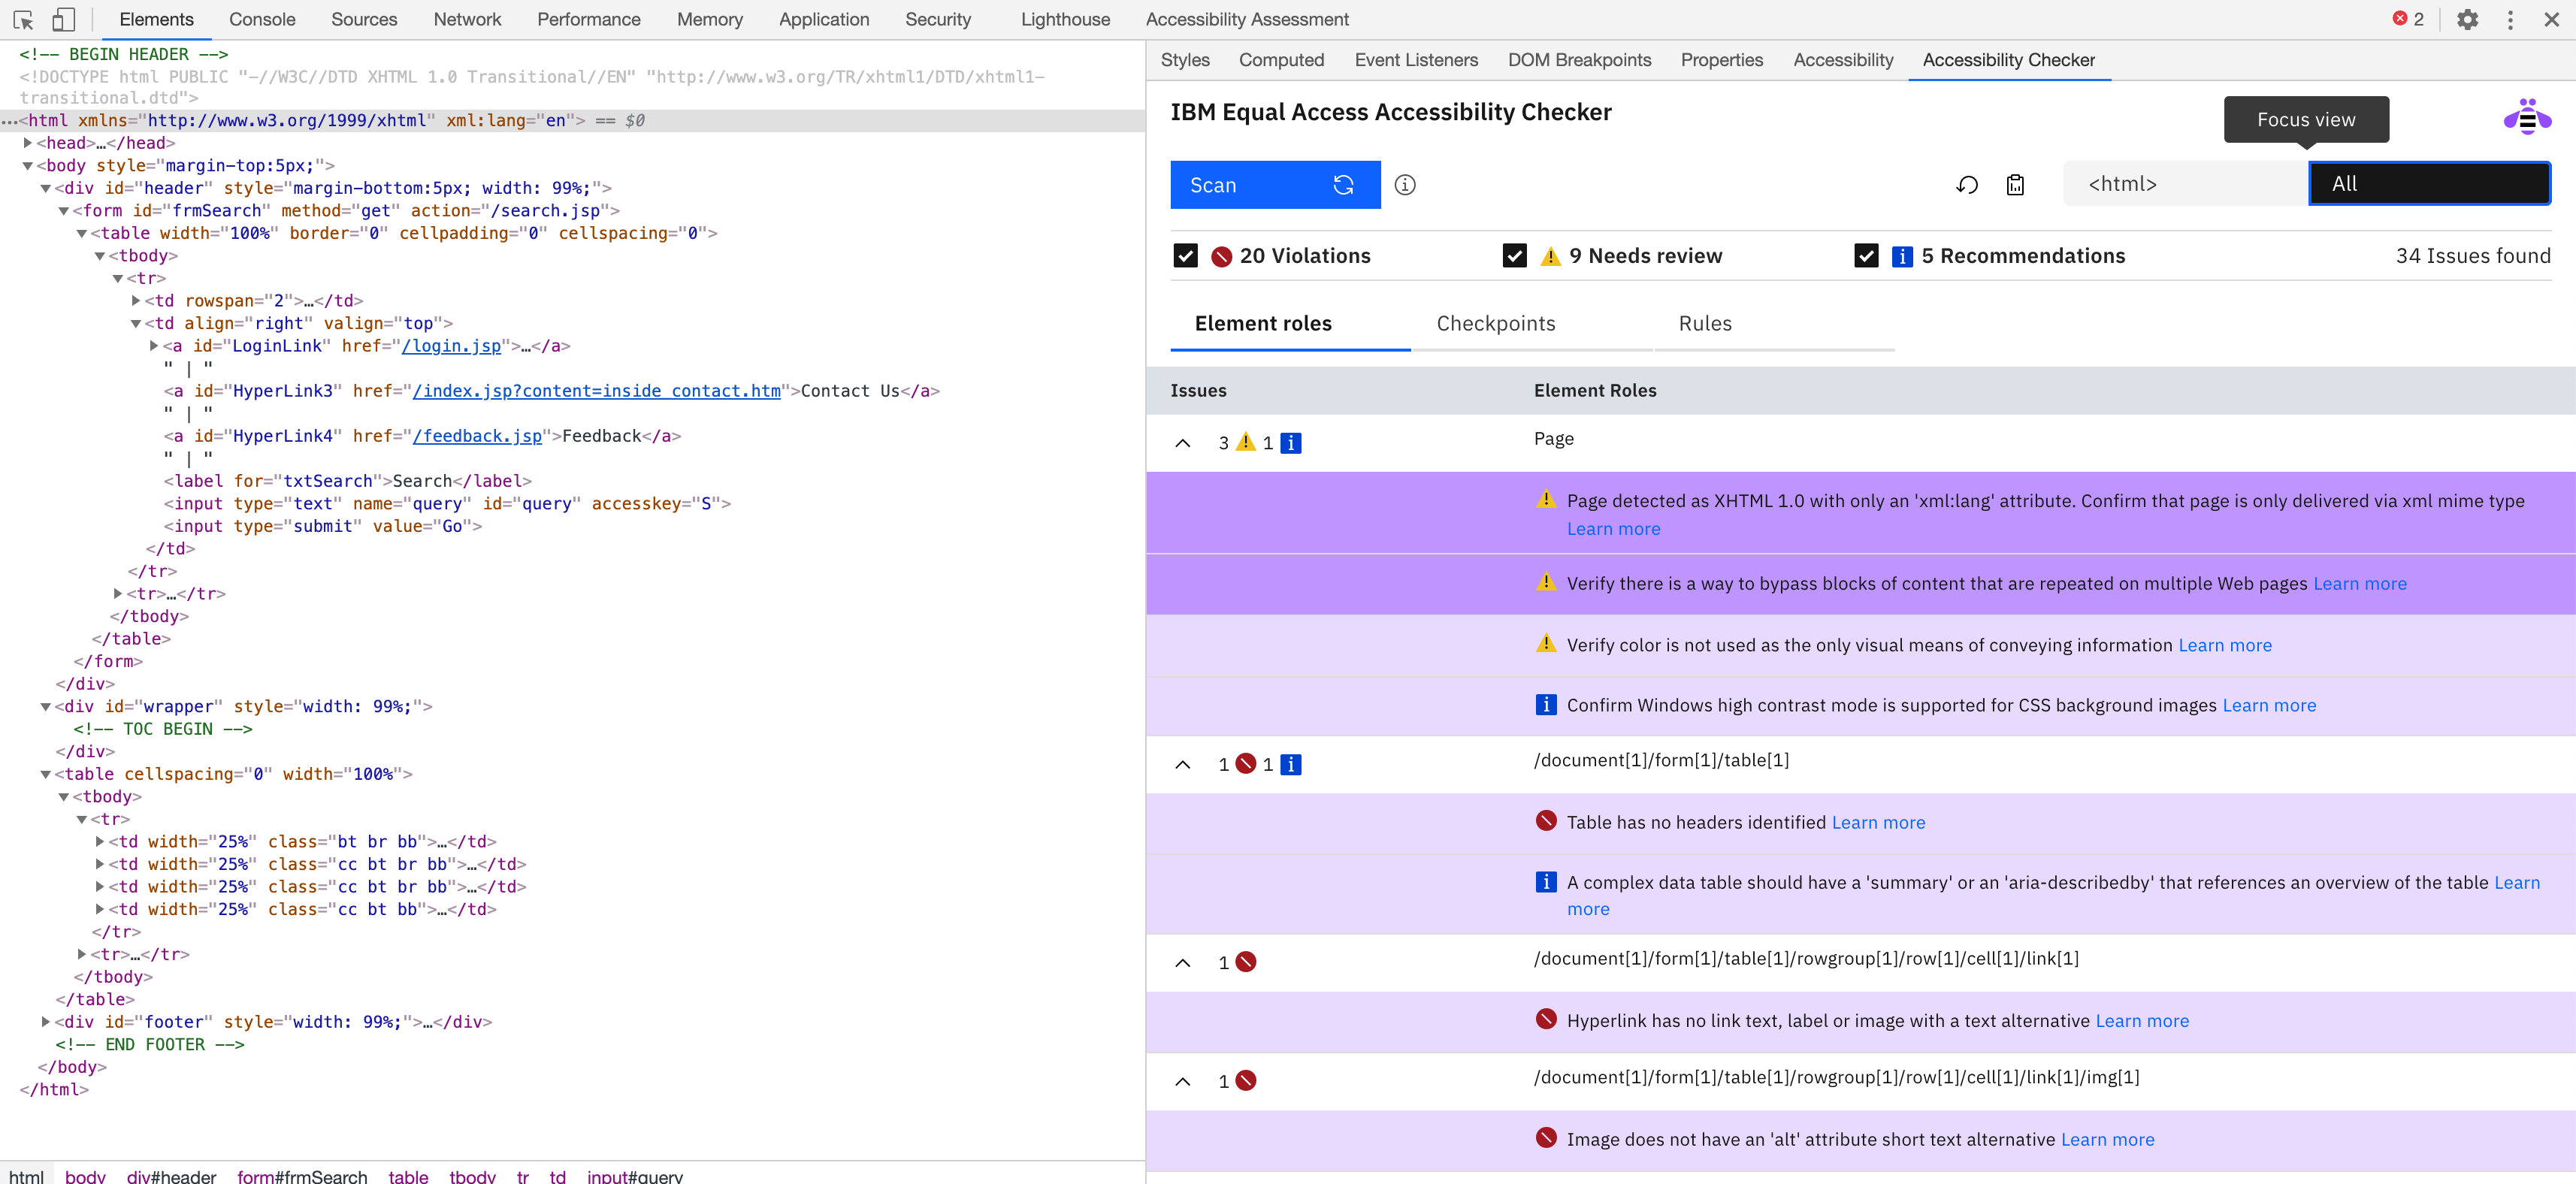 Elements Console Sources Network Performance Memory Application Security Lighthouse Accessibility Assessment 2
<!-- BEGIN HEADER -->
<!DOCTYPE html PUBLIC "-//W3C//DTD XHTML 1.0 Transitional//EN" "http://www.w3.org/TR/xhtml1/DTD/xhtml1-
transitional.dtd">
…<html xmlns="http://www.w3.org/1999/xhtml" xml:lang="en"> == $0
<head>…</head>
<body style="margin-top:5px;">
<div id="header" style="margin-bottom:5px; width: 99%;">
<form id="frmSearch" method="get" action="/search.jsp">
<table width="100%" border="0" cellpadding="0" cellspacing="0">
<tbody>
<tr>
<td rowspan="2">…</td>
<td align="right" valign="top">
<a id="LoginLink" href="/login.jsp">…</a>
" | "
<a id="HyperLink3" href="/index.jsp?content=inside_contact.htm">Contact Us</a>
" | "
<a id="HyperLink4" href="/feedback.jsp">Feedback</a>
" | "
<label for="txtSearch">Search</label>
<input type="text" name="query" id="query" accesskey="S">
<input type="submit" value="Go">
</td>
</tr>
<tr>…</tr>
</tbody>
</table>
</form>
</div>
<div id="wrapper" style="width: 99%;">
<!-- TOC BEGIN -->
</div>
<table cellspacing="0" width="100%">
<tbody>
<tr>
<td width="25%" class="bt br bb">…</td>
<td width="25%" class="cc bt br bb">…</td>
<td width="25%" class="cc bt br bb">…</td>
<td width="25%" class="cc bt bb">…</td>
</tr>
<tr>…</tr>
</tbody>
</table>
<div id="footer" style="width: 99%;">…</div>
<!-- END FOOTER -->
</body>
</html>
html body div#header form#frmSearch table tbody tr td input#query
Styles Computed Event Listeners DOM Breakpoints Properties Accessibility Accessibility Checker
IBM Equal Access Accessibility Checker
Focus view
Scan <html> All
20 Violations 9 Needs review 5 Recommendations 34 Issues found
Element roles Checkpoints Rules
Issues Element Roles
3 1 Page
Page detected as XHTML 1.0 with only an 'xml:lang' attribute. Confirm that page is only delivered via xml mime type
Learn more
Verify there is a way to bypass blocks of content that are repeated on multiple Web pages Learn more
Verify color is not used as the only visual means of conveying information Learn more
Confirm Windows high contrast mode is supported for CSS background images Learn more
1 1 /document[1]/form[1]/table[1]
Table has no headers identified Learn more
A complex data table should have a 'summary' or an 'aria-describedby' that references an overview of the table Learn
more
1 /document[1]/form[1]/table[1]/rowgroup[1]/row[1]/cell[1]/link[1]
Hyperlink has no link text, label or image with a text alternative Learn more
1 /document[1]/form[1]/table[1]/rowgroup[1]/row[1]/cell[1]/link[1]/img[1]
Image does not have an 'alt' attribute short text alternative Learn more